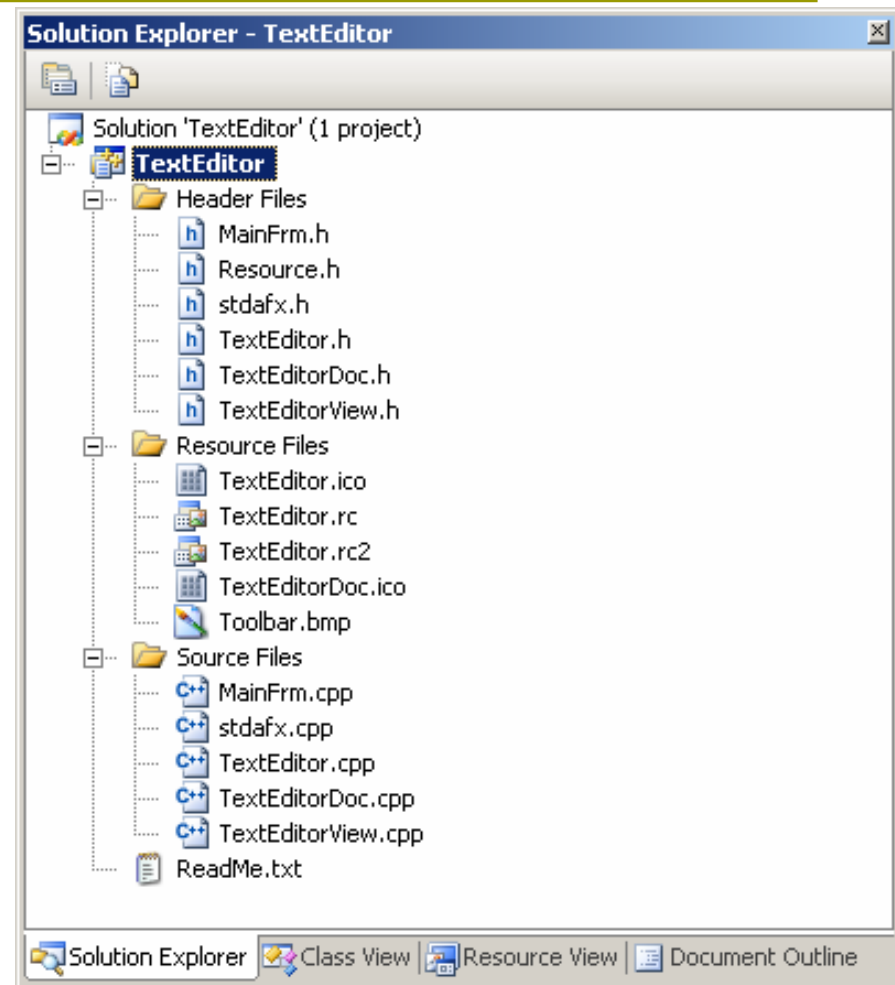 Solution Explorer - TextEditor
Solution 'TextEditor' (1 project)
TextEditor
Header Files
MainFrm.h
Resource.h
stdafx.h
TextEditor.h
TextEditorDoc.h
TextEditorView.h
Resource Files
TextEditor.ico
TextEditor.rc
TextEditor.rc2
TextEditorDoc.ico
Toolbar.bmp
Source Files
MainFrm.cpp
stdafx.cpp
TextEditor.cpp
TextEditorDoc.cpp
TextEditorView.cpp
ReadMe.txt
Solution Explorer Class View Resource View Document Outline